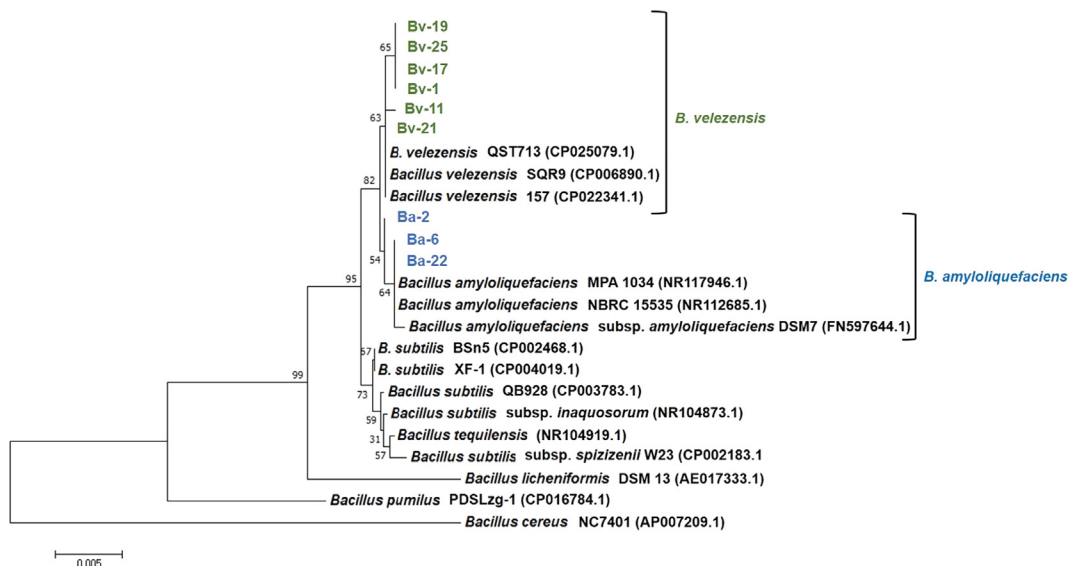 Bv-19
65
Bv-25
Bv-17
Bv-1
Bv-11
63
B. velezensis
Bv-21
B. velezensis QST713 (CP025079.1)
Bacillus velezensis SQR9 (CP006890.1)
82
Bacillus velezensis 157 (CP022341.1)
Ba-2
Ba-6
54
Ba-22
95
B. amyloliquefaciens
Bacillus amyloliquefaciens MPA 1034 (NR117946.1)
64
Bacillus amyloliquefaciens NBRC 15535 (NR112685.1)
Bacillus amyloliquefaciens subsp. amyloliquefaciens DSM7 (FN597644.1)
57
B. subtilis BSn5 (CP002468.1)
B. subtilis XF-1 (CP004019.1)
99
73
Bacillus subtilis QB928 (CP003783.1)
Bacillus subtilis subsp. inaquosorum (NR104873.1)
59
Bacillus tequilensis (NR104919.1)
31
57
Bacillus subtilis subsp. spizizenii W23 (CP002183.1
Bacillus licheniformis DSM 13 (AE017333.1)
Bacillus pumilus PDSLzg-1 (CP016784.1)
Bacillus cereus NC7401 (AP007209.1)
0.005